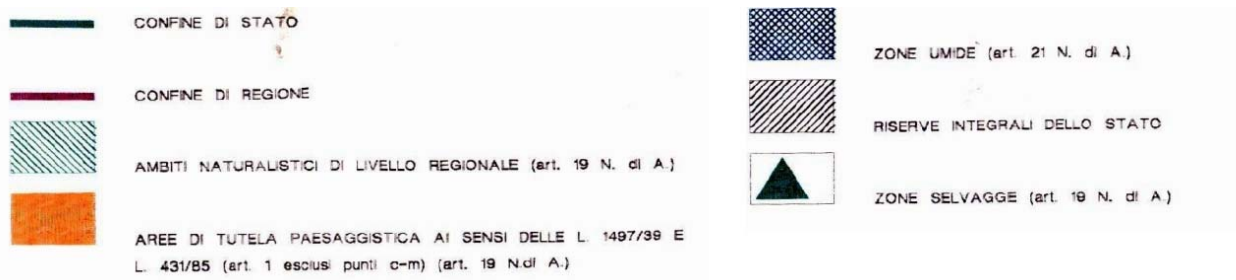 CONFINE DI STATO
CONFINE DI REGIONE
AMBITI NATURALISTICI DI LIVELLO REGIONALE (art. 19 N. di A.)
AREE DI TUTELA PAESAGGISTICA AI SENSI DELLE L. 1497/39 E
L. 431/85 (art. 1 esclusi punti c-m) (art. 19 N.di A.)
ZONE UMIDE (art. 21 N. di A.)
RISERVE INTEGRALI DELLO STATO
ZONE SELVAGGE (art. 19 N. di A.)